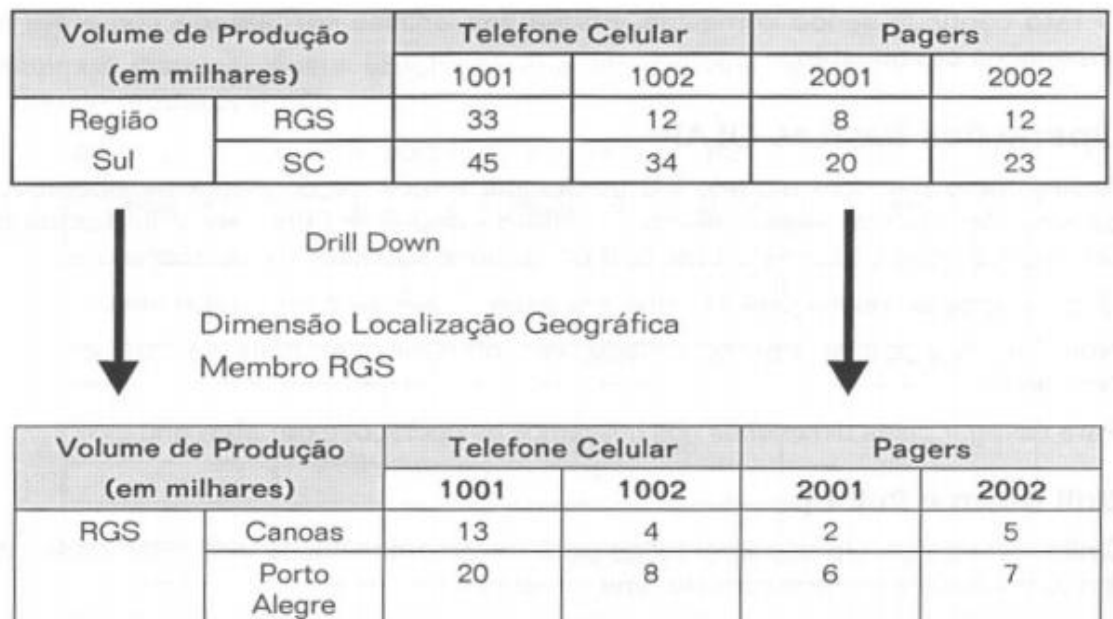 Volume de Produção Telefone Celular Pagers
(em milhares) 1001 1002 2001 2002
Região RGS 33 12 8 12
Sul SC 45 34 20 23
Drill Down
Dimensão Localização Geográfica
Membro RGS
Volume de Produção Telefone Celular Pagers
(em milhares) 1001 1002 2001 2002
RGS Canoas 13 4 2 5
Porto 20 8 6 7
Alegre